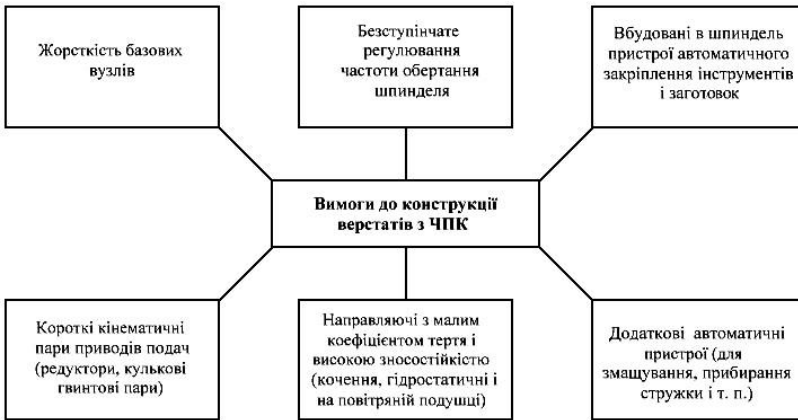 Жорсткість базових
вузлів
Безступінчате
регулювання
частоти обертання
шпинделя
Вбудовані в шпиндель
пристрої автоматичного
закріплення інструментів
і заготовок
Вимоги до конструкції
верстатів з ЧПК
Короткі кінематичні
пари приводів подач
(редуктори, кулькові
гвинтові пари)
Направляючі з малим
коефіцієнтом тертя і
високою зносостійкістю
(кочення, гідростатичні і
на повітряній подушці)
Додаткові автоматичні
пристрої (для
змащування, прибирання
стружки і т. п.)